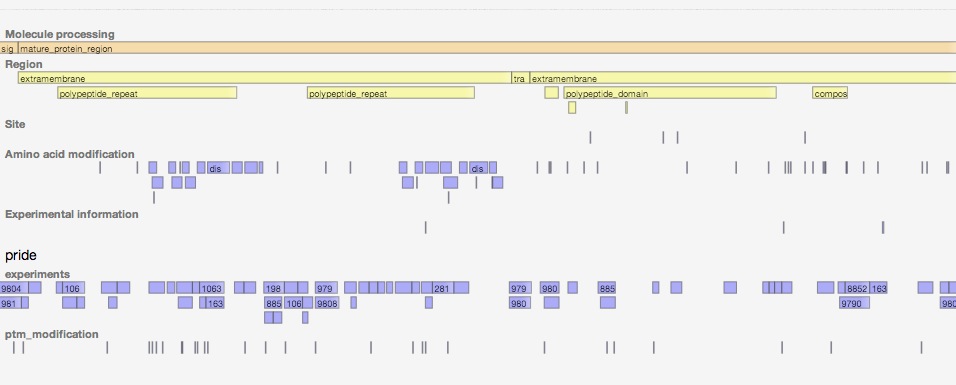 Molecule processing
sig mature_protein_region
Region
extramembrane tra extramembrane
polypeptide_repeat polypeptide_repeat polypeptide_domain compos
Site
Amino acid modification
dis dis
Experimental information
pride
experiments
9804 106 1063 198 979 281 979 980 885 8852 163
981 163 885 106 9808 980 9790 980
ptm_modification